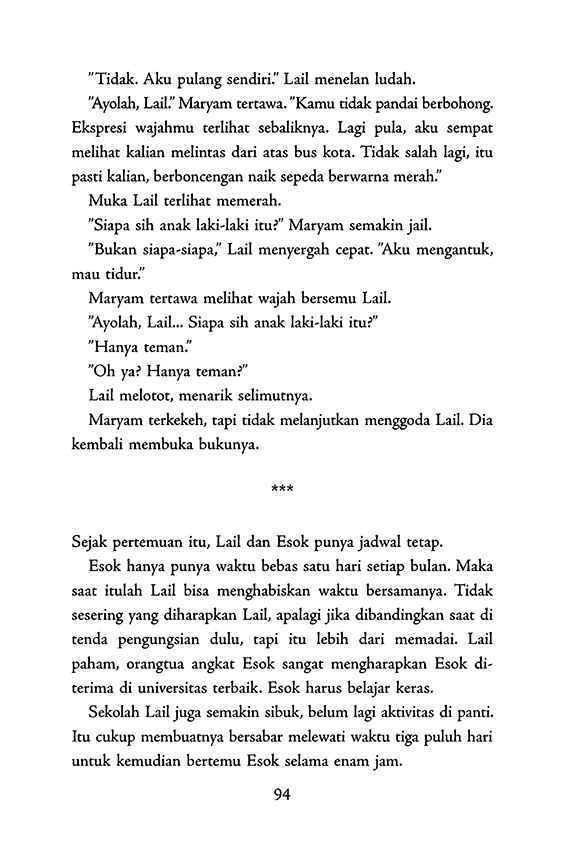 ”Tidak. Aku pulang sendiri.” Lail menelan ludah.
”Ayolah, Lail.” Maryam tertawa. ”Kamu tidak pandai berbohong.
Ekspresi wajahmu terlihat sebaliknya. Lagi pula, aku sempat
melihat kalian melintas dari atas bus kota. Tidak salah lagi, itu
pasti kalian, berboncengan naik sepeda berwarna merah.”
Muka Lail terlihat memerah.
”Siapa sih anak laki-laki itu?” Maryam semakin jail.
”Bukan siapa-siapa,” Lail menyergah cepat. ”Aku mengantuk,
mau tidur.”
Maryam tertawa melihat wajah bersemu Lail.
”Ayolah, Lail... Siapa sih anak laki-laki itu?”
”Hanya teman.”
”Oh ya? Hanya teman?”
Lail melotot, menarik selimutnya.
Maryam terkekeh, tapi tidak melanjutkan menggoda Lail. Dia
kembali membuka bukunya.
***
Sejak pertemuan itu, Lail dan Esok punya jadwal tetap.
Esok hanya punya waktu bebas satu hari setiap bulan. Maka
saat itulah Lail bisa menghabiskan waktu bersamanya. Tidak
sesering yang diharapkan Lail, apalagi jika dibandingkan saat di
tenda pengungsian dulu, tapi itu lebih dari memadai. Lail
paham, orangtua angkat Esok sangat mengharapkan Esok di-
terima di universitas terbaik. Esok harus belajar keras.
Sekolah Lail juga semakin sibuk, belum lagi aktivitas di panti.
Itu cukup membuatnya bersabar melewati waktu tiga puluh hari
untuk kemudian bertemu Esok selama enam jam.
94